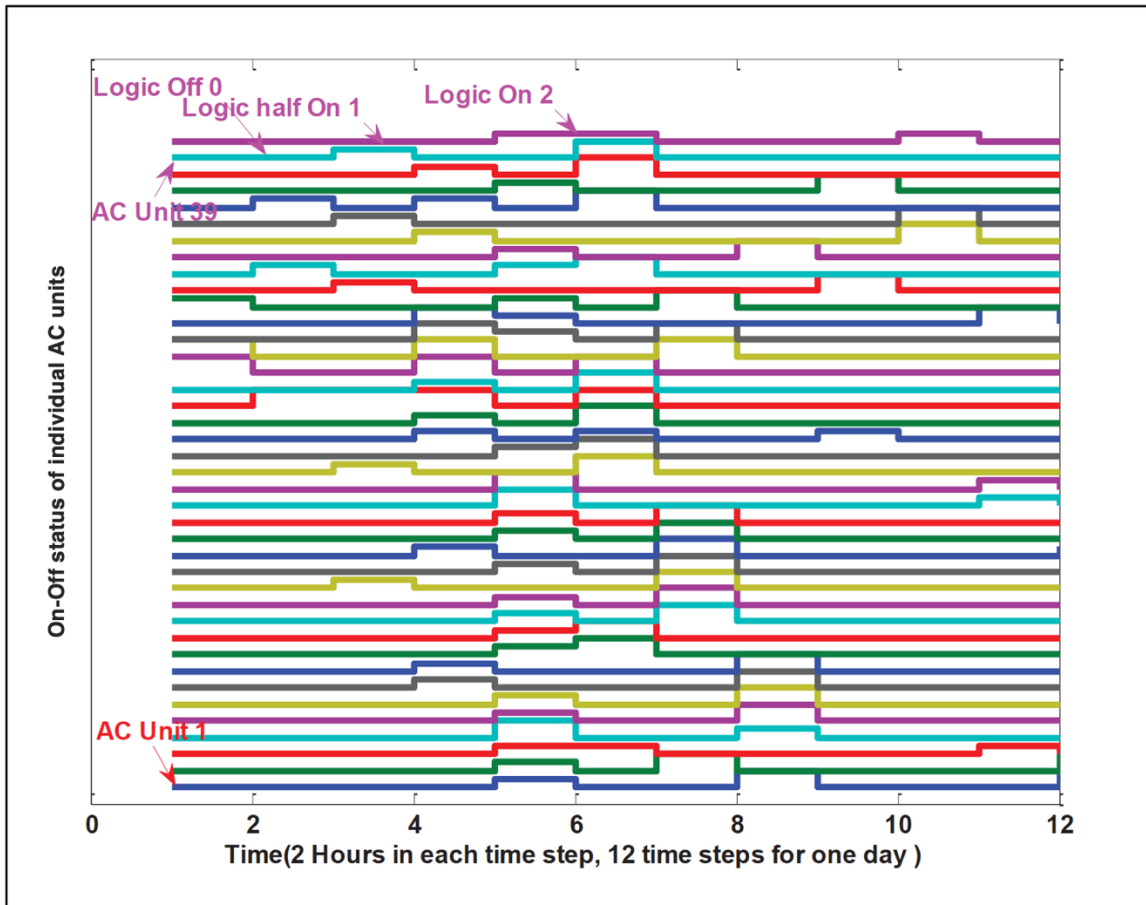 Logic Off 0
Logic half On 1
Logic On 2
AC Unit 39
On-Off status of individual AC units
AC Unit 1
0 2 4 6 8 10 12
Time(2 Hours in each time step, 12 time steps for one day )